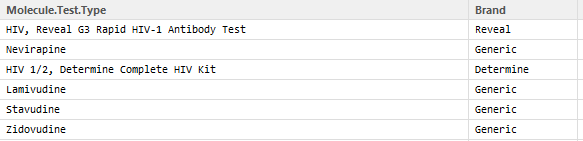 Molecule.Test.Type Brand
HIV, Reveal G3 Rapid HIV-1 Antibody Test Reveal
Nevirapine Generic
HIV 1/2, Determine Complete HIV Kit Determine
Lamivudine Generic
Stavudine Generic
Zidovudine Generic